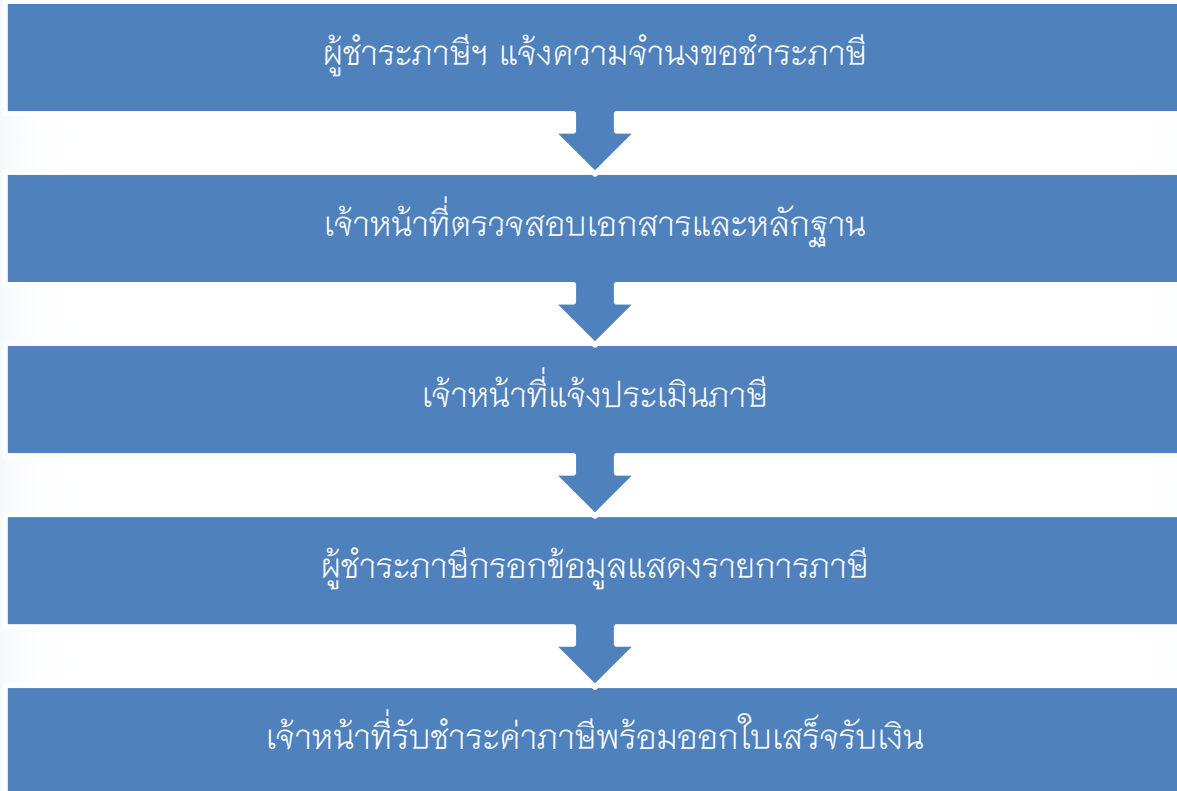 ผู้ชำระภาษีฯ แจ้งความจำนงขอชำระภาษี
เจ้าหน้าที่ตรวจสอบเอกสารและหลักฐาน
เจ้าหน้าที่แจ้งประเมินภาษี
ผู้ชำระภาษีกรอกข้อมูลแสดงรายการภาษี
เจ้าหน้าที่รับชำระค่าภาษีพร้อมออกใบเสร็จรับเงิน